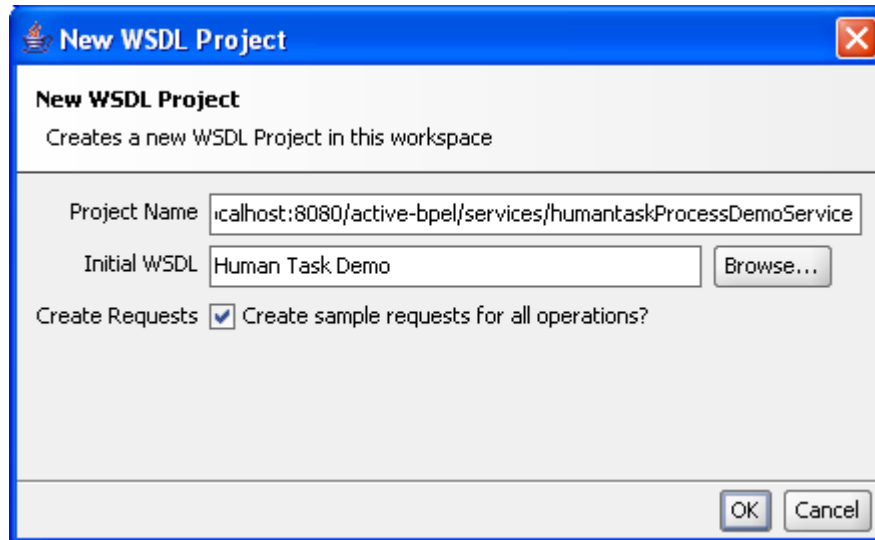 New WSDL Project
New WSDL Project
Creates a new WSDL Project in this workspace
Project Name calhost:8080/active-bpel/services/humantaskProcessDemoService
Initial WSDL Human Task Demo Browse...
Create Requests Create sample requests for all operations?
OK Cancel